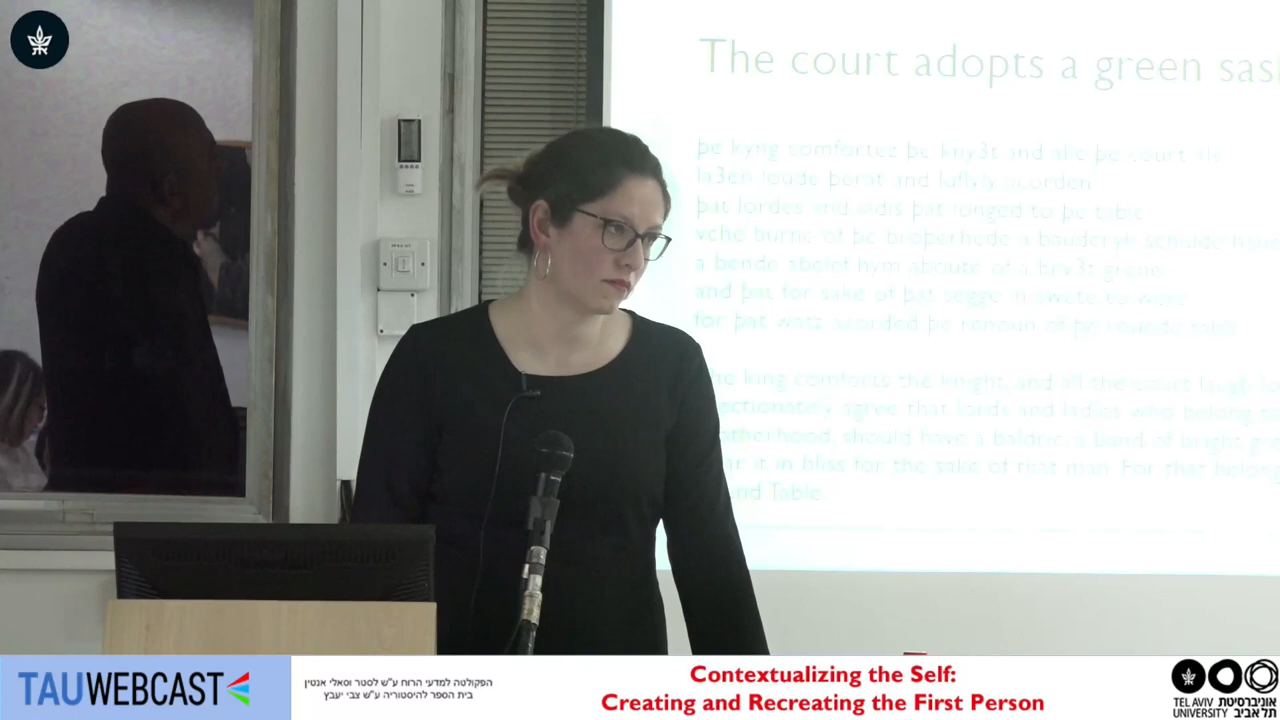 The court adopts a green sas
þe kyng comfortez þe kny3t and alle þe court als
la3en loude þerat and luflyly acorden
þat lordes and ladis þat longed to þe table
vche burne of þe broþerhede a bauderyk schulde haue
a bende abelef hym aboute of a bry3t grene
and þat for sake of þat segge in swete to were
for þat watz acorded þe renoun of þe rounde table
The king comforts the knight, and all the court laugh lo
ectionately agree that lords and ladies who belong to
otherhood, should have a baldric, a band of bright gre
ar it in bliss for the sake of that man. For that belong
und Table.
TAUWEBCAST
הפקולטה למדעי הרוח ע"ש לסטר וסאלי אנטין
בית הספר להיסטוריה ע"ש צבי יעבץ
Contextualizing the Self:
Creating and Recreating the First Person
TEL AVIV אוניברסיטת
UNIVERSITY תל אביב